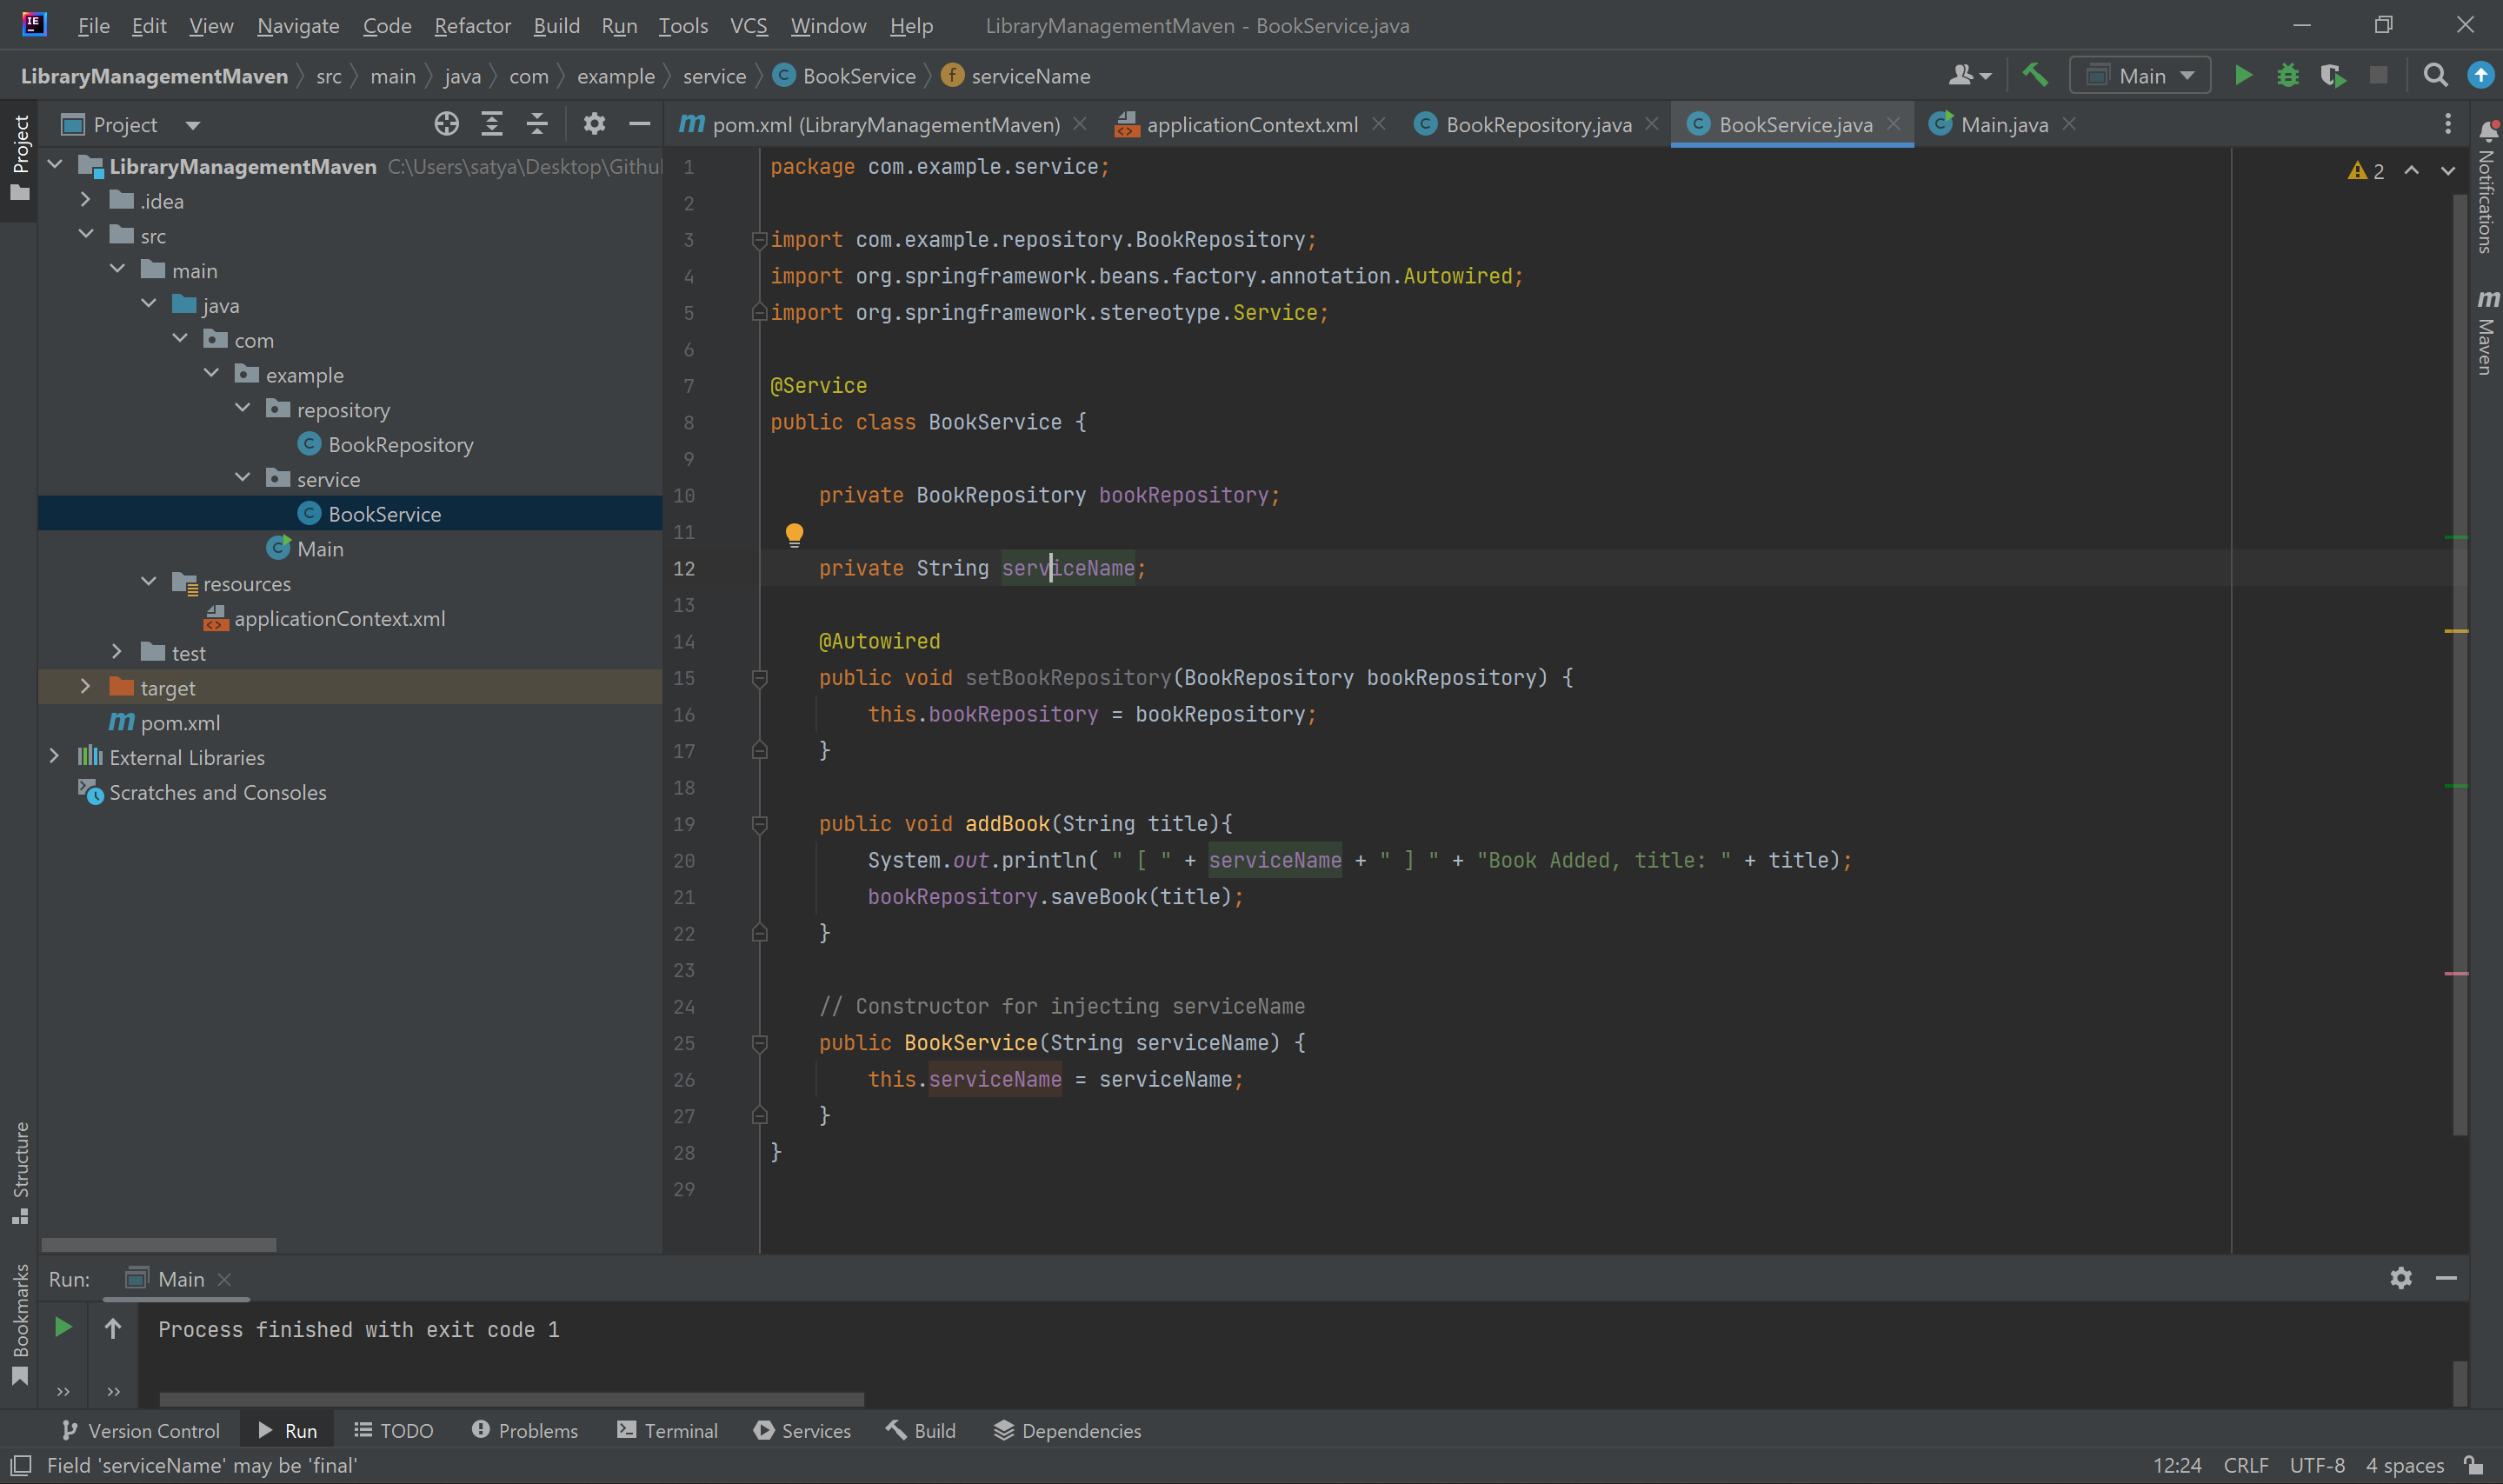 File Edit View Navigate Code Refactor Build Run Tools VCS Window Help LibraryManagementMaven - BookService.java
LibraryManagementMaven src main java com example service BookService serviceName Main
Project
pom.xml (LibraryManagementMaven) applicationContext.xml BookRepository.java BookService.java Main.java
Project
LibraryManagementMaven C:\Users\satya\Desktop\Githu
.idea
src
main
java
com
example
repository
BookRepository
service
BookService
Main
resources
applicationContext.xml
test
target
pom.xml
External Libraries
Scratches and Consoles
Structure
Bookmarks
2
Notifications
Maven
1 package com.example.service;
2
3 import com.example.repository.BookRepository;
4 import org.springframework.beans.factory.annotation.Autowired;
5 import org.springframework.stereotype.Service;
6
7 @Service
8 public class BookService {
9
10 private BookRepository bookRepository;
11
12 private String serviceName;
13
14 @Autowired
15 public void setBookRepository(BookRepository bookRepository) {
16 this.bookRepository = bookRepository;
17 }
18
19 public void addBook(String title){
20 System.out.println( " [ " + serviceName + " ] " + "Book Added, title: " + title);
21 bookRepository.saveBook(title);
22 }
23
24 // Constructor for injecting serviceName
25 public BookService(String serviceName) {
26 this.serviceName = serviceName;
27 }
28 }
29
Run: Main
Process finished with exit code 1
Version Control Run TODO Problems Terminal Services Build Dependencies
Field 'serviceName' may be 'final' 12:24 CRLF UTF-8 4 spaces